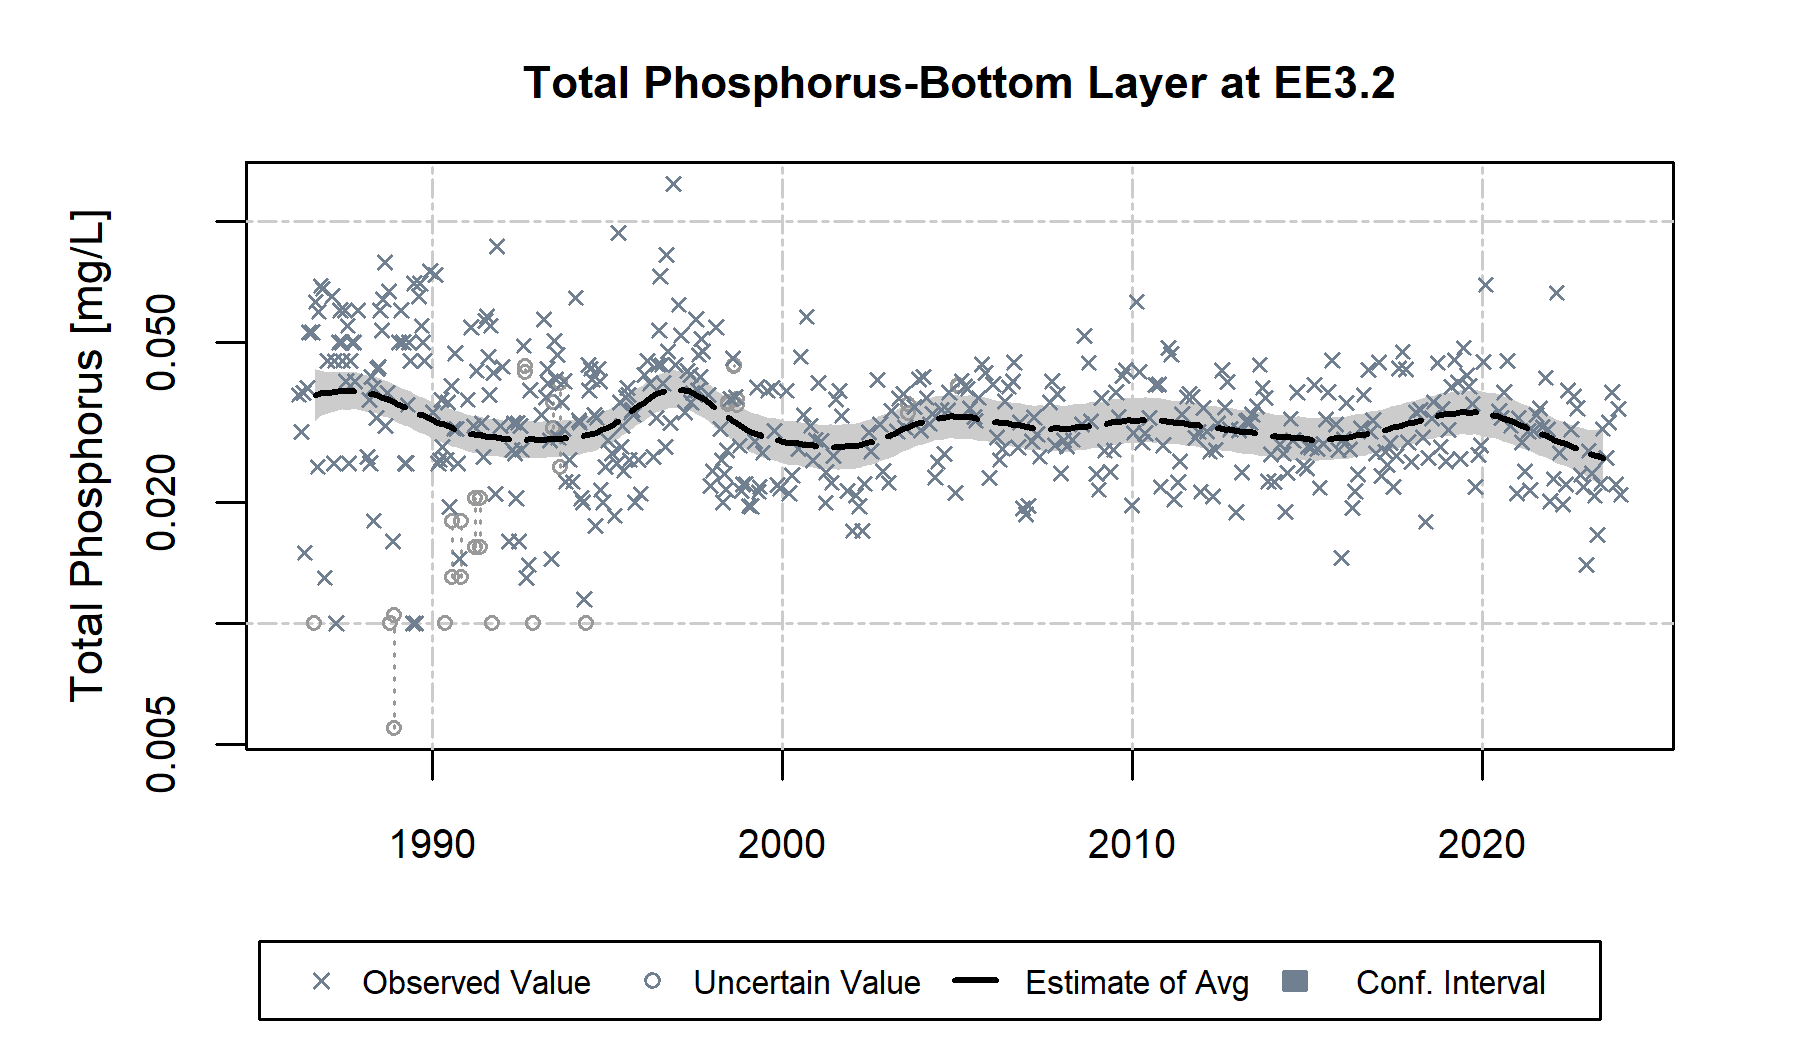 Total Phosphorus-Bottom Layer at EE3.2
Total Phosphorus [mg/L]
0.050
0.020
0.005
1990 2000 2010 2020
Observed Value Uncertain Value Estimate of Avg Conf. Interval